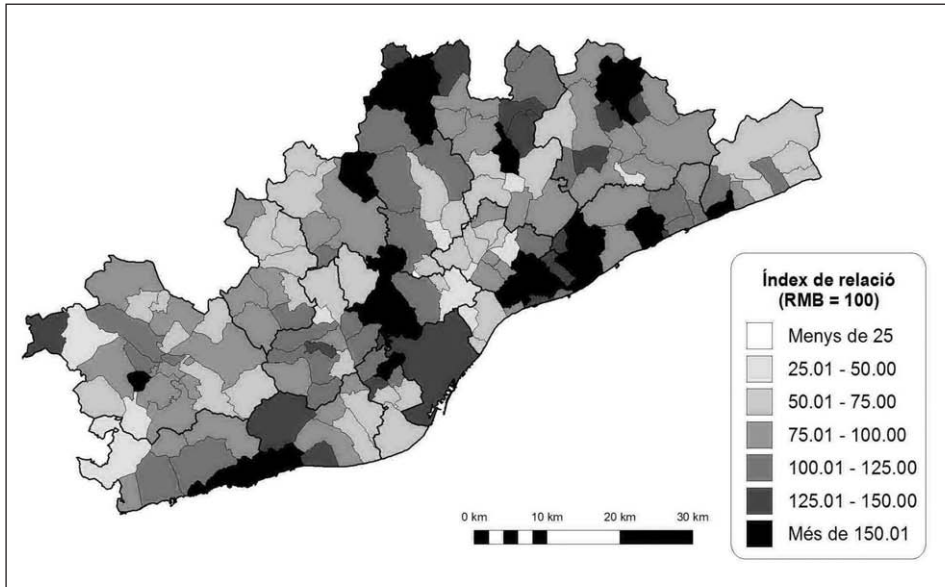 Índex de relació
(RMB = 100)
Menys de 25
25.01 - 50.00
50.01 - 75.00
75.01 - 100.00
100.01 - 125.00
125.01 - 150.00
Més de 150.01
0 km 10 km 20 km 30 km